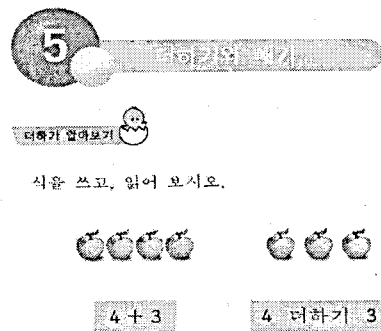 5
더하기와 빼기
더하기 알아보기
식을 쓰고, 읽어 보시오.
4 + 3
4 더하기 3